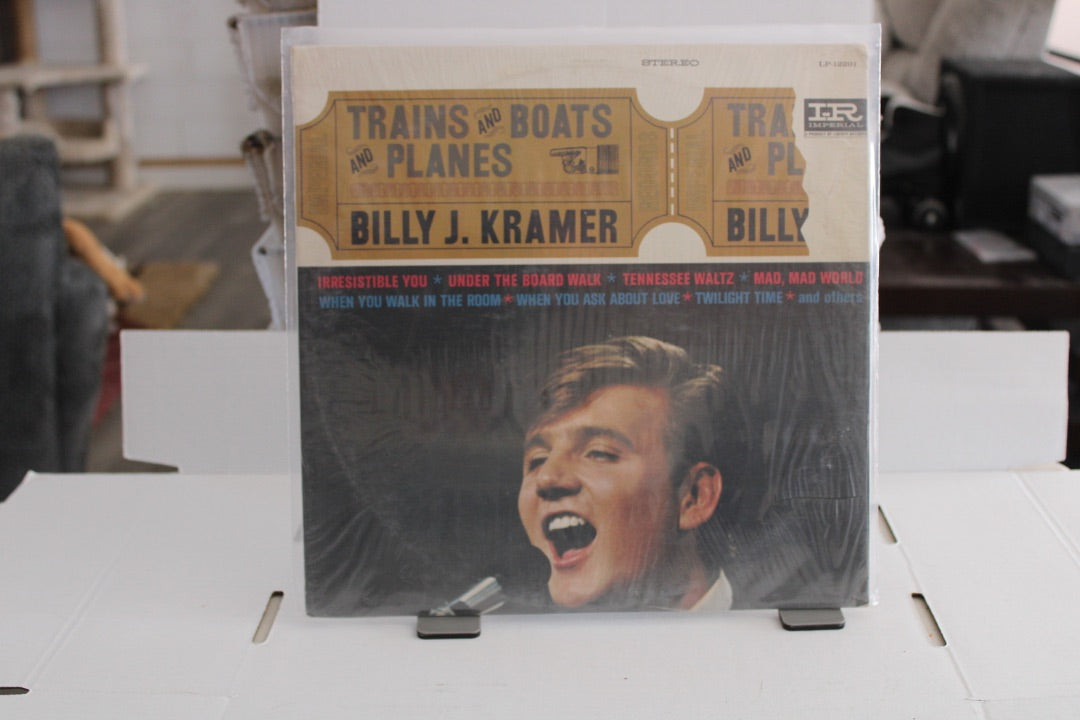 STEREO
LP-12291
TRAINS AND BOATS
AND PLANES
BILLY J. KRAMER
TRA
AND PL
BILLY
IR
IMPERIAL
IRRESISTIBLE YOU * UNDER THE BOARD WALK * TENNESSEE WALTZ * MAD, MAD WORLD
WHEN YOU WALK IN THE ROOM * WHEN YOU ASK ABOUT LOVE * TWILIGHT TIME * and others